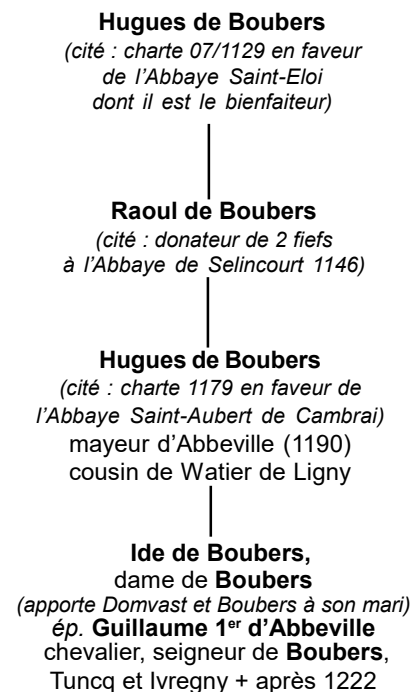 Hugues de Boubers
(cité : charte 07/1129 en faveur
de l’Abbaye Saint-Eloi
dont il est le bienfaiteur)
Raoul de Boubers
(cité : donateur de 2 fiefs
à l’Abbaye de Selincourt 1146)
Hugues de Boubers
(cité : charte 1179 en faveur de
l’Abbaye Saint-Aubert de Cambrai)
mayeur d’Abbeville (1190)
cousin de Watier de Ligny
Ide de Boubers,
dame de Boubers
(apporte Domvast et Boubers à son mari)
ép. Guillaume 1er d’Abbeville
chevalier, seigneur de Boubers,
Tuncq et Ivregny + après 1222